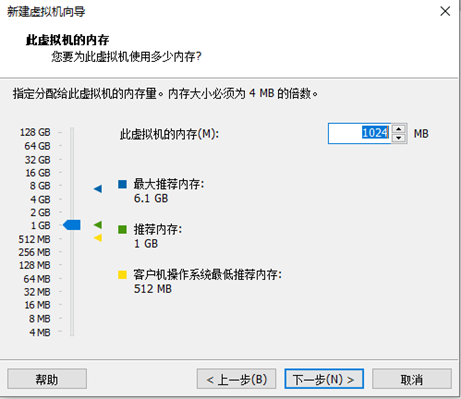 新建虚拟机向导
此虚拟机的内存
您要为此虚拟机使用多少内存?
指定分配给此虚拟机的内存量。内存大小必须为 4 MB 的倍数。
此虚拟机的内存(M): 1024 MB
128 GB
64 GB
32 GB
16 GB
8 GB
4 GB
2 GB
1 GB
512 MB
256 MB
128 MB
64 MB
32 MB
16 MB
8 MB
4 MB
最大推荐内存:
6.1 GB
推荐内存:
1 GB
客户机操作系统最低推荐内存:
512 MB
帮助 < 上一步(B) 下一步(N) > 取消